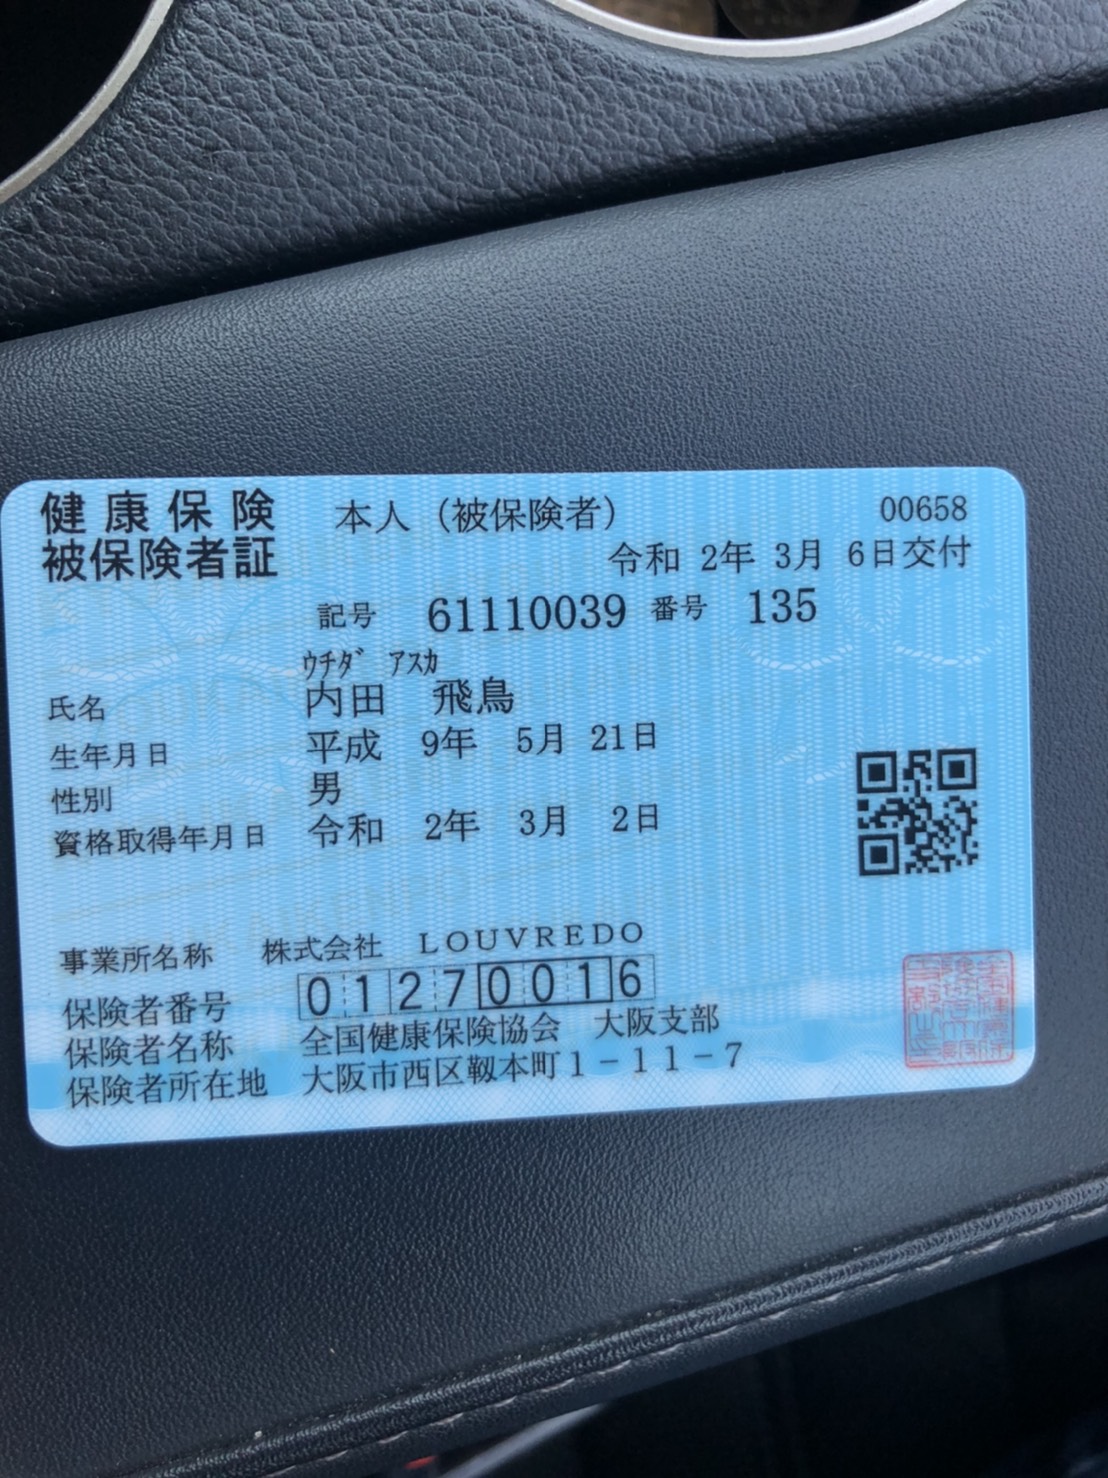 健康保険
被保険者証
本人（被保険者）
00658
令和 2年 3月 6日交付
記号 61110039 番号 135
ｳﾁﾀﾞ ｱｽｶ
氏名 内田 飛鳥
生年月日 平成 9年 5月 21日
性別 男
資格取得年月日 令和 2年 3月 2日
事業所名称 株式会社 LOUVREDO
保険者番号 01270016
保険者名称 全国健康保険協会 大阪支部
保険者所在地 大阪市西区靱本町1-11-7